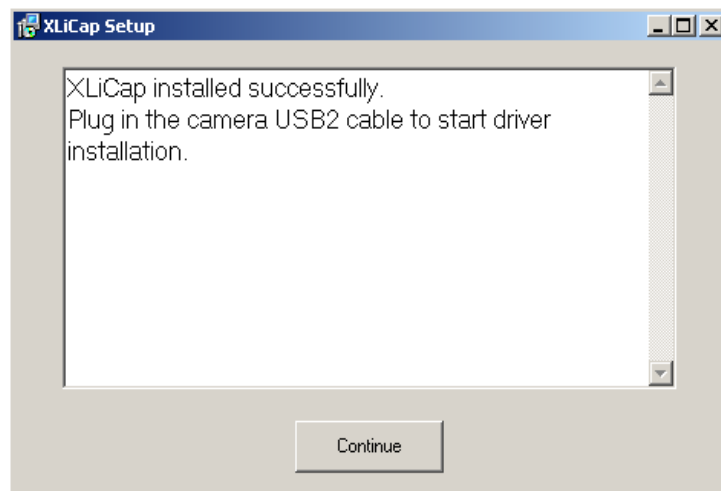 XLiCap Setup
XLiCap installed successfully.
Plug in the camera USB2 cable to start driver
installation.
Continue